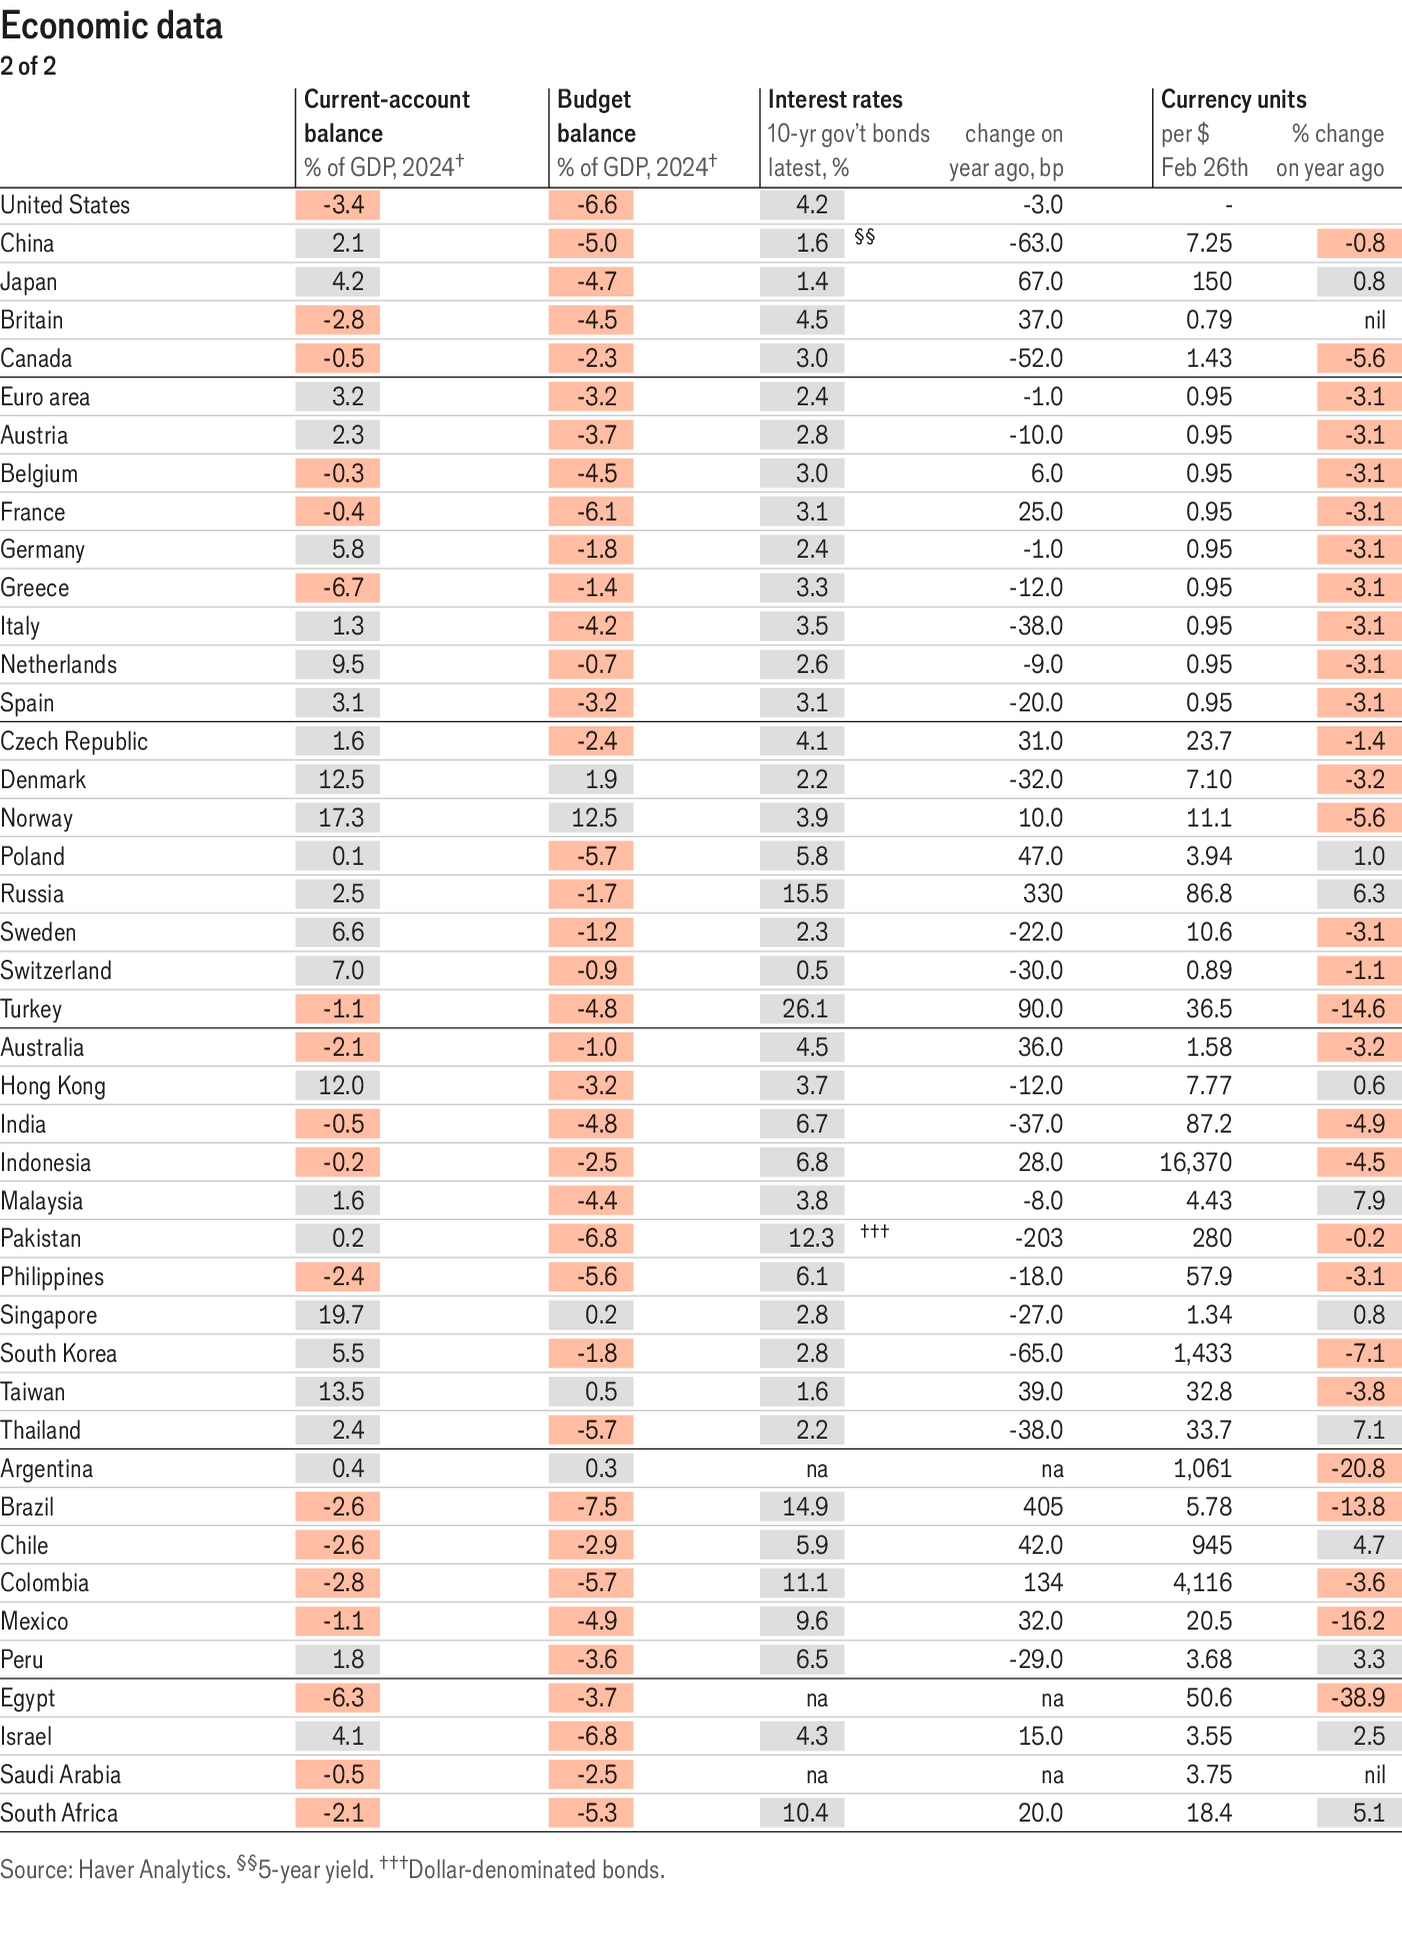 Economic data
2 of 2
Current-account balance % of GDP, 2024† Budget balance % of GDP, 2024† Interest rates 10-yr gov't bonds latest, % change on year ago, bp Currency units per $ Feb 26th % change on year ago
United States -3.4 -6.6 4.2 -3.0 -
China 2.1 -5.0 1.6 §§ -63.0 7.25 -0.8
Japan 4.2 -4.7 1.4 67.0 150 0.8
Britain -2.8 -4.5 4.5 37.0 0.79 nil
Canada -0.5 -2.3 3.0 -52.0 1.43 -5.6
Euro area 3.2 -3.2 2.4 -1.0 0.95 -3.1
Austria 2.3 -3.7 2.8 -10.0 0.95 -3.1
Belgium -0.3 -4.5 3.0 6.0 0.95 -3.1
France -0.4 -6.1 3.1 25.0 0.95 -3.1
Germany 5.8 -1.8 2.4 -1.0 0.95 -3.1
Greece -6.7 -1.4 3.3 -12.0 0.95 -3.1
Italy 1.3 -4.2 3.5 -38.0 0.95 -3.1
Netherlands 9.5 -0.7 2.6 -9.0 0.95 -3.1
Spain 3.1 -3.2 3.1 -20.0 0.95 -3.1
Czech Republic 1.6 -2.4 4.1 31.0 23.7 -1.4
Denmark 12.5 1.9 2.2 -32.0 7.10 -3.2
Norway 17.3 12.5 3.9 10.0 11.1 -5.6
Poland 0.1 -5.7 5.8 47.0 3.94 1.0
Russia 2.5 -1.7 15.5 330 86.8 6.3
Sweden 6.6 -1.2 2.3 -22.0 10.6 -3.1
Switzerland 7.0 -0.9 0.5 -30.0 0.89 -1.1
Turkey -1.1 -4.8 26.1 90.0 36.5 -14.6
Australia -2.1 -1.0 4.5 36.0 1.58 -3.2
Hong Kong 12.0 -3.2 3.7 -12.0 7.77 0.6
India -0.5 -4.8 6.7 -37.0 87.2 -4.9
Indonesia -0.2 -2.5 6.8 28.0 16,370 -4.5
Malaysia 1.6 -4.4 3.8 -8.0 4.43 7.9
Pakistan 0.2 -6.8 12.3 ††† -203 280 -0.2
Philippines -2.4 -5.6 6.1 -18.0 57.9 -3.1
Singapore 19.7 0.2 2.8 -27.0 1.34 0.8
South Korea 5.5 -1.8 2.8 -65.0 1,433 -7.1
Taiwan 13.5 0.5 1.6 39.0 32.8 -3.8
Thailand 2.4 -5.7 2.2 -38.0 33.7 7.1
Argentina 0.4 0.3 na na 1,061 -20.8
Brazil -2.6 -7.5 14.9 405 5.78 -13.8
Chile -2.6 -2.9 5.9 42.0 945 4.7
Colombia -2.8 -5.7 11.1 134 4,116 -3.6
Mexico -1.1 -4.9 9.6 32.0 20.5 -16.2
Peru 1.8 -3.6 6.5 -29.0 3.68 3.3
Egypt -6.3 -3.7 na na 50.6 -38.9
Israel 4.1 -6.8 4.3 15.0 3.55 2.5
Saudi Arabia -0.5 -2.5 na na 3.75 nil
South Africa -2.1 -5.3 10.4 20.0 18.4 5.1
Source: Haver Analytics. §§5-year yield. †††Dollar-denominated bonds.